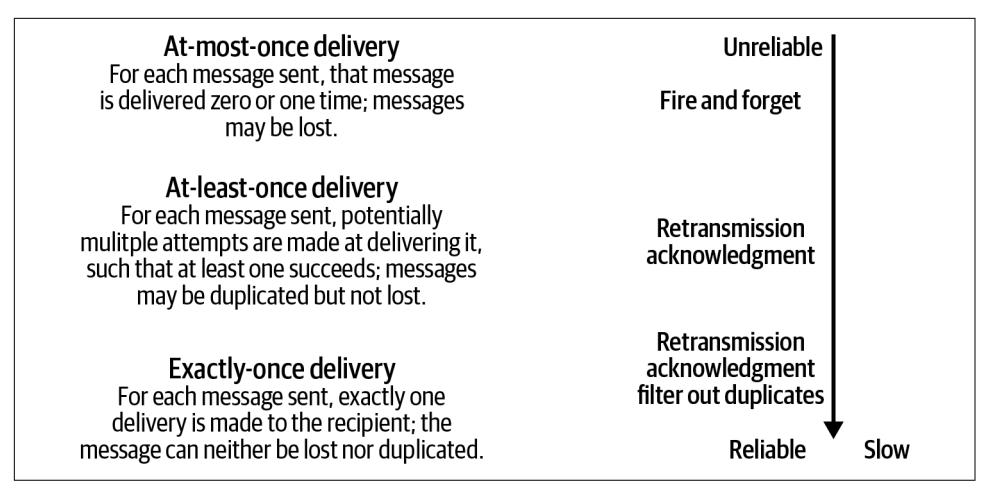 At-most-once delivery
For each message sent, that message
is delivered zero or one time; messages
may be lost.
Unreliable
Fire and forget
At-least-once delivery
For each message sent, potentially
mulitple attempts are made at delivering it,
such that at least one succeeds; messages
may be duplicated but not lost.
Retransmission
acknowledgment
Exactly-once delivery
For each message sent, exactly one
delivery is made to the recipient; the
message can neither be lost nor duplicated.
Retransmission
acknowledgment
filter out duplicates
Reliable
Slow